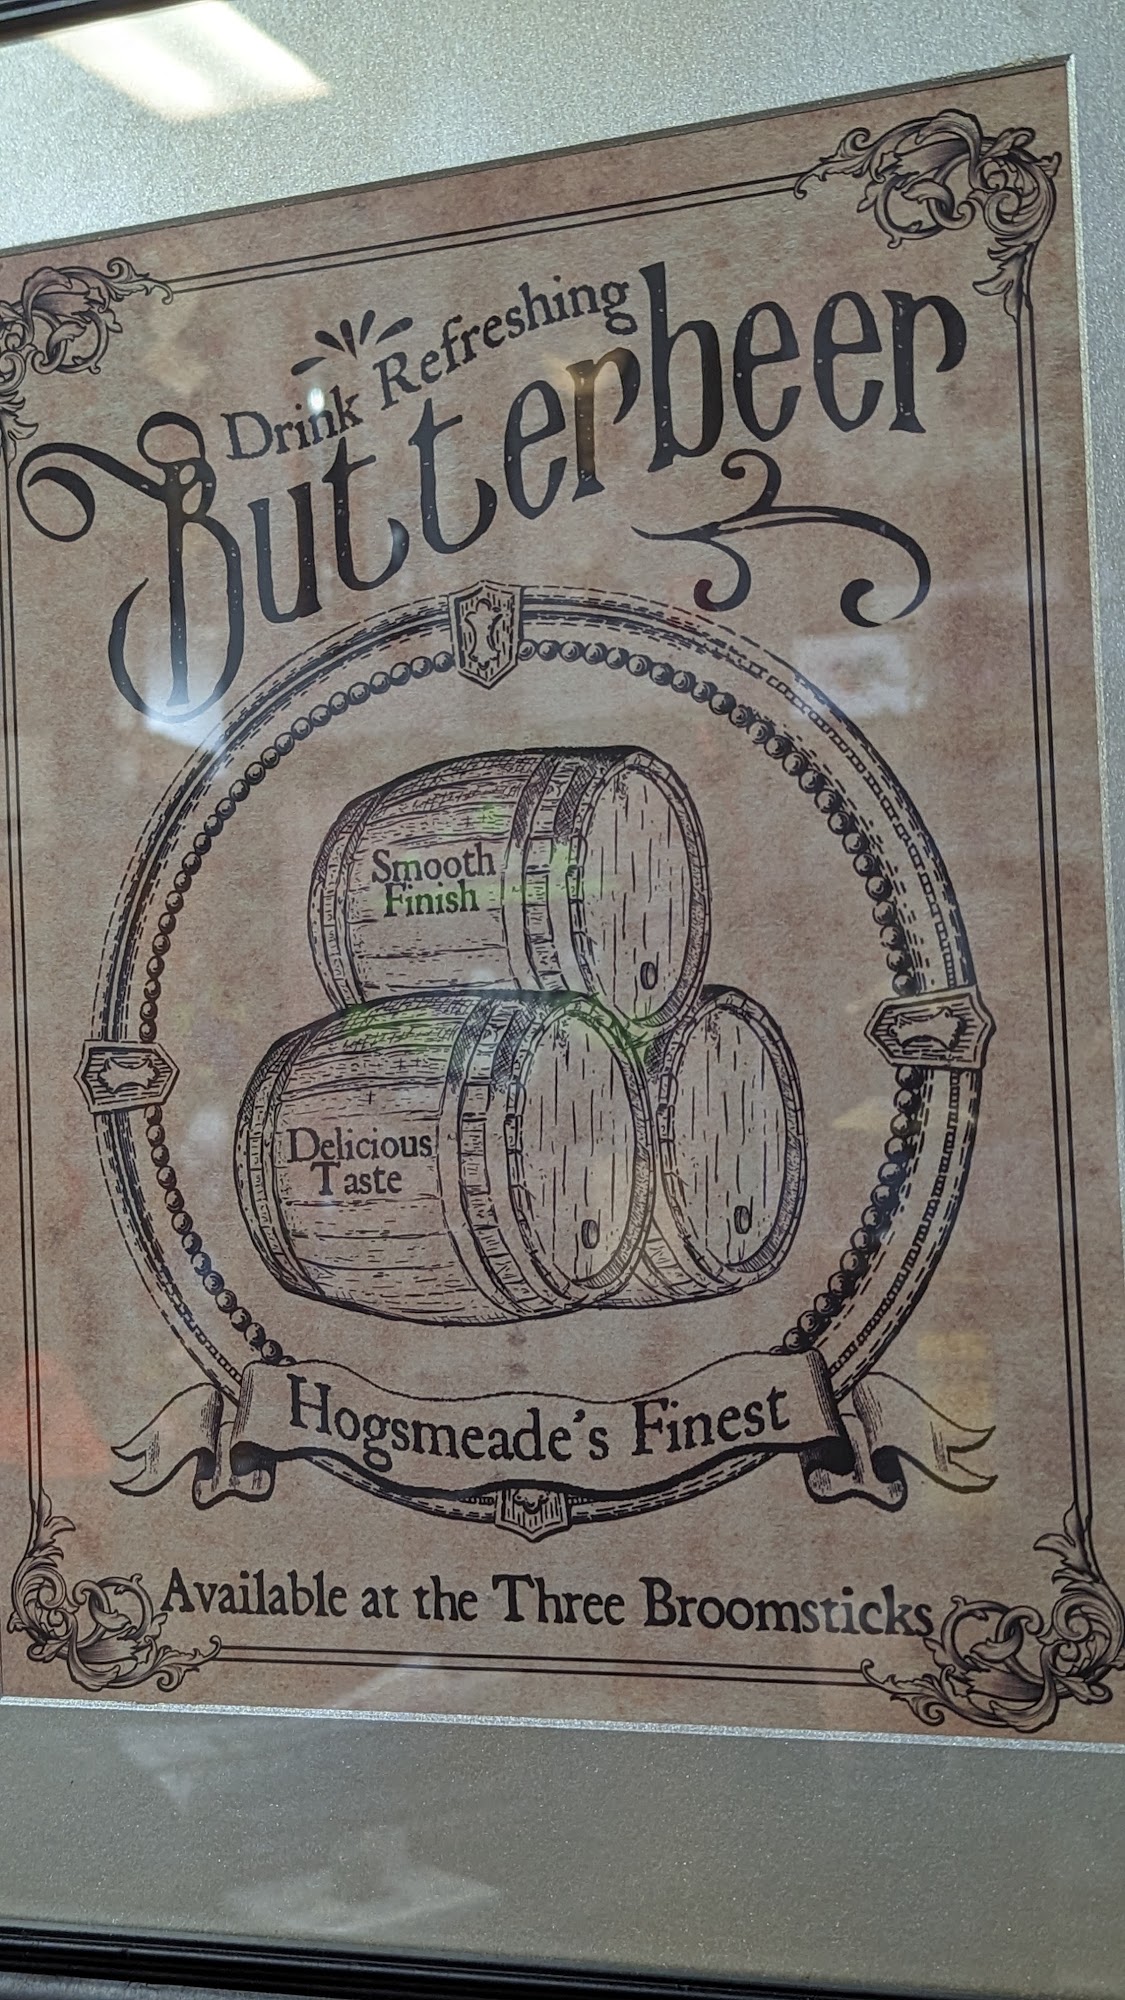 Drink Refreshing
Butterbeer
Smooth
Finish
Delicious
Taste
Hogsmeade's Finest
Available at the Three Broomsticks